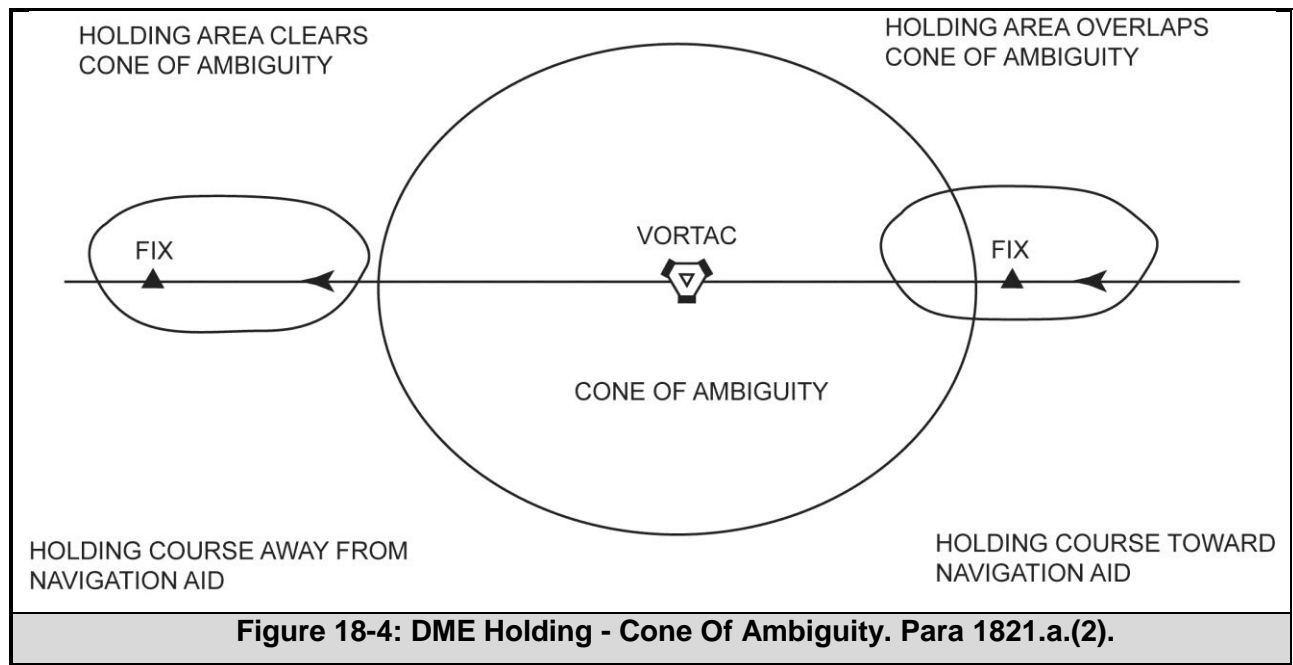 HOLDING AREA CLEARS
CONE OF AMBIGUITY
HOLDING AREA OVERLAPS
CONE OF AMBIGUITY
FIX
VORTAC
FIX
CONE OF AMBIGUITY
HOLDING COURSE AWAY FROM
NAVIGATION AID
HOLDING COURSE TOWARD
NAVIGATION AID
Figure 18-4: DME Holding - Cone Of Ambiguity. Para 1821.a.(2).